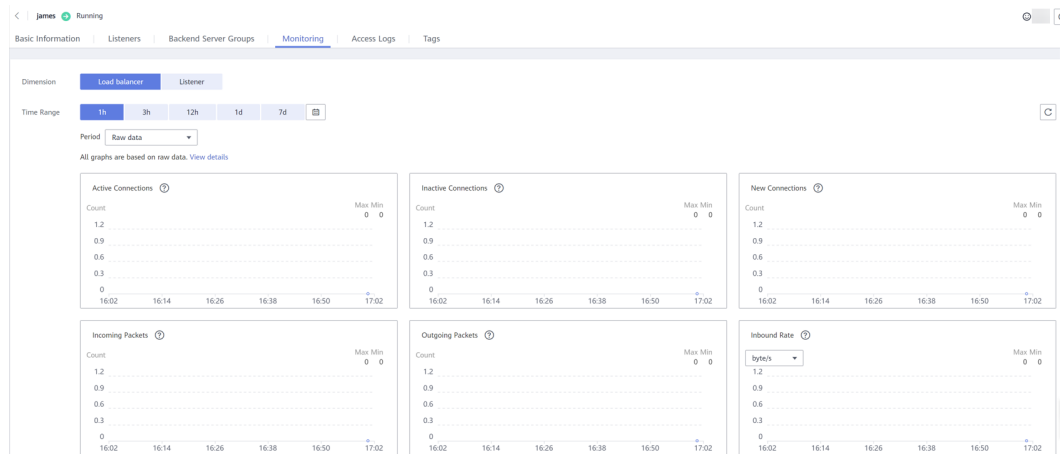 james Running
Basic Information Listeners Backend Server Groups Monitoring Access Logs Tags
Dimension Load balancer Listener
Time Range 1h 3h 12h 1d 7d
Period Raw data
All graphs are based on raw data. View details
Active Connections
Count
Max Min
0 0
1.2
0.9
0.6
0.3
0
16:02 16:14 16:26 16:38 16:50 17:02
Inactive Connections
Count
Max Min
0 0
1.2
0.9
0.6
0.3
0
16:02 16:14 16:26 16:38 16:50 17:02
New Connections
Count
Max Min
0 0
1.2
0.9
0.6
0.3
0
16:02 16:14 16:26 16:38 16:50 17:02
Incoming Packets
Count
Max Min
0 0
1.2
0.9
0.6
0.3
0
16:02 16:14 16:26 16:38 16:50 17:02
Outgoing Packets
Count
Max Min
0 0
1.2
0.9
0.6
0.3
0
16:02 16:14 16:26 16:38 16:50 17:02
Inbound Rate
byte/s
Max Min
0 0
1.2
0.9
0.6
0.3
0
16:02 16:14 16:26 16:38 16:50 17:02